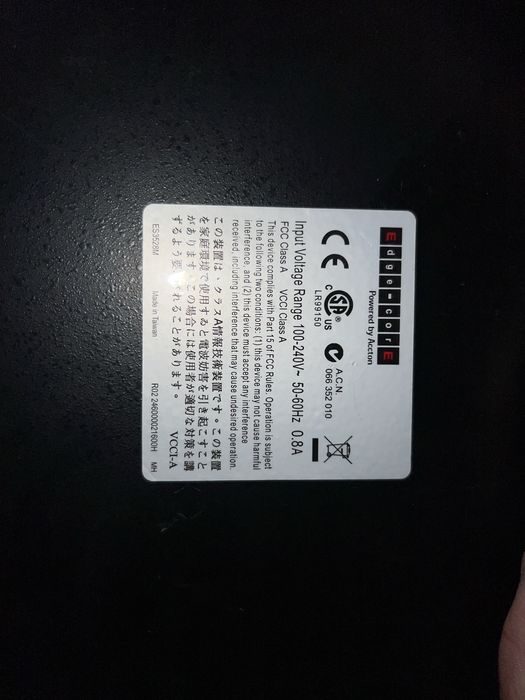 Edge-corE
Powered by Accton
CE
C SA® US
LR99150
A.C.N.
066 352 010
Input Voltage Range 100-240V~ 50-60Hz 0.8A
FCC Class A VCCI Class A
This device complies with Part 15 of FCC Rules. Operation is subject
to the following two conditions: (1) this device may not cause harmful
interference, and (2) this device must accept any interference
received, including interference that may cause undesired operation.
この装置は、クラスA情報技術装置です。この装置
を家庭環境で使用すると電波妨害を引き起こすこと
があります。この場合には使用者が適切な対策を講
ずるよう要求されることがあります。 VCCI-A
ES3528M Made in Taiwan R02 246000021600H MH